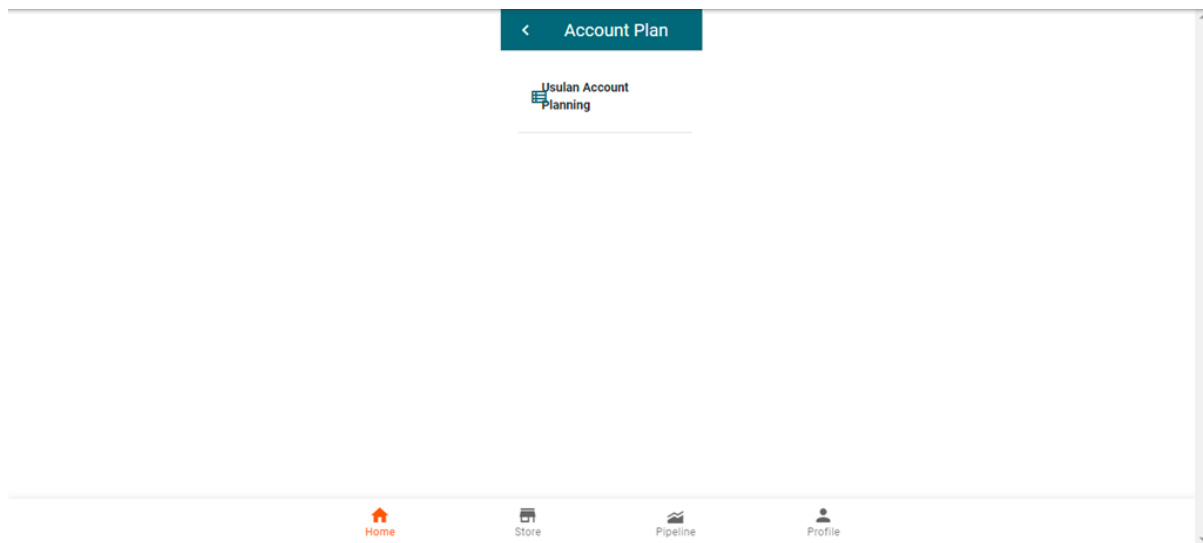 Account Plan
Usulan Account
Planning
Home
Store
Pipeline
Profile